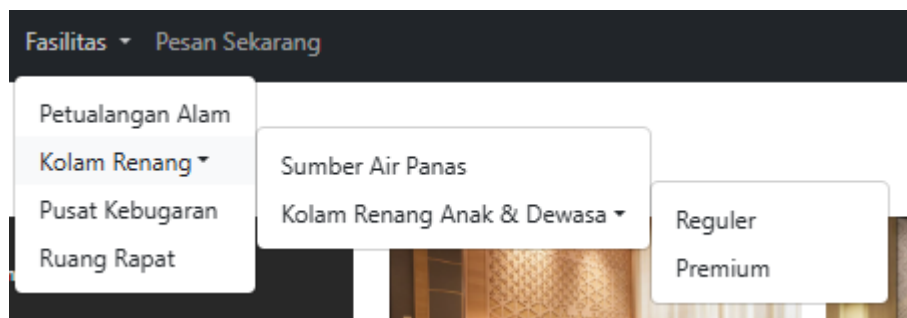 Fasilitas Pesan Sekarang
Petualangan Alam
Kolam Renang
Pusat Kebugaran
Ruang Rapat
Sumber Air Panas
Kolam Renang Anak & Dewasa
Reguler
Premium